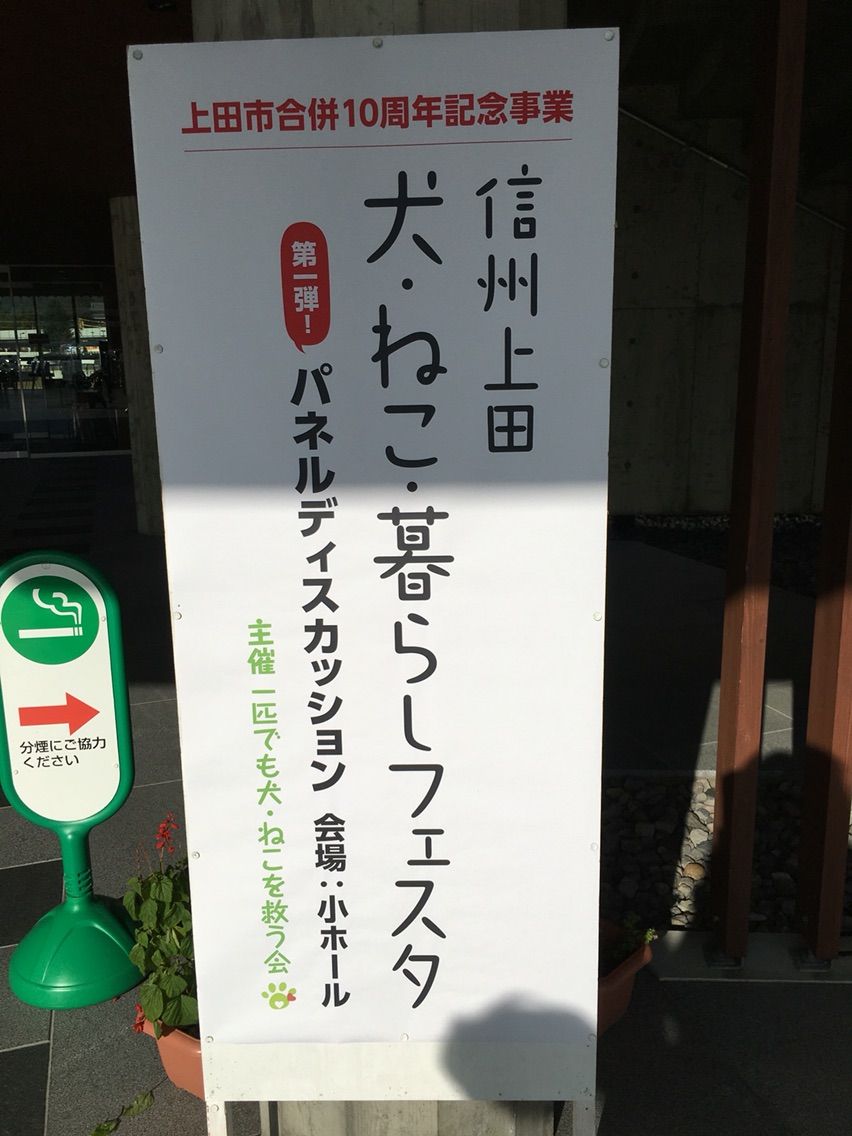 上田市合併10周年記念事業
信州上田
犬・ねこ・暮らしフェスタ
第一弾！
パネルディスカッション 会場：小ホール
主催 一匹でも犬・ねこを救う会
分煙にご協力
ください